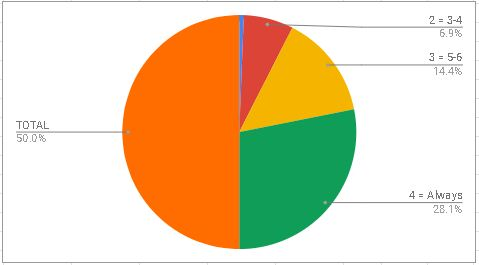 2 = 3-4
6.9%
3 = 5-6
14.4%
TOTAL
50.0%
4 = Always
28.1%